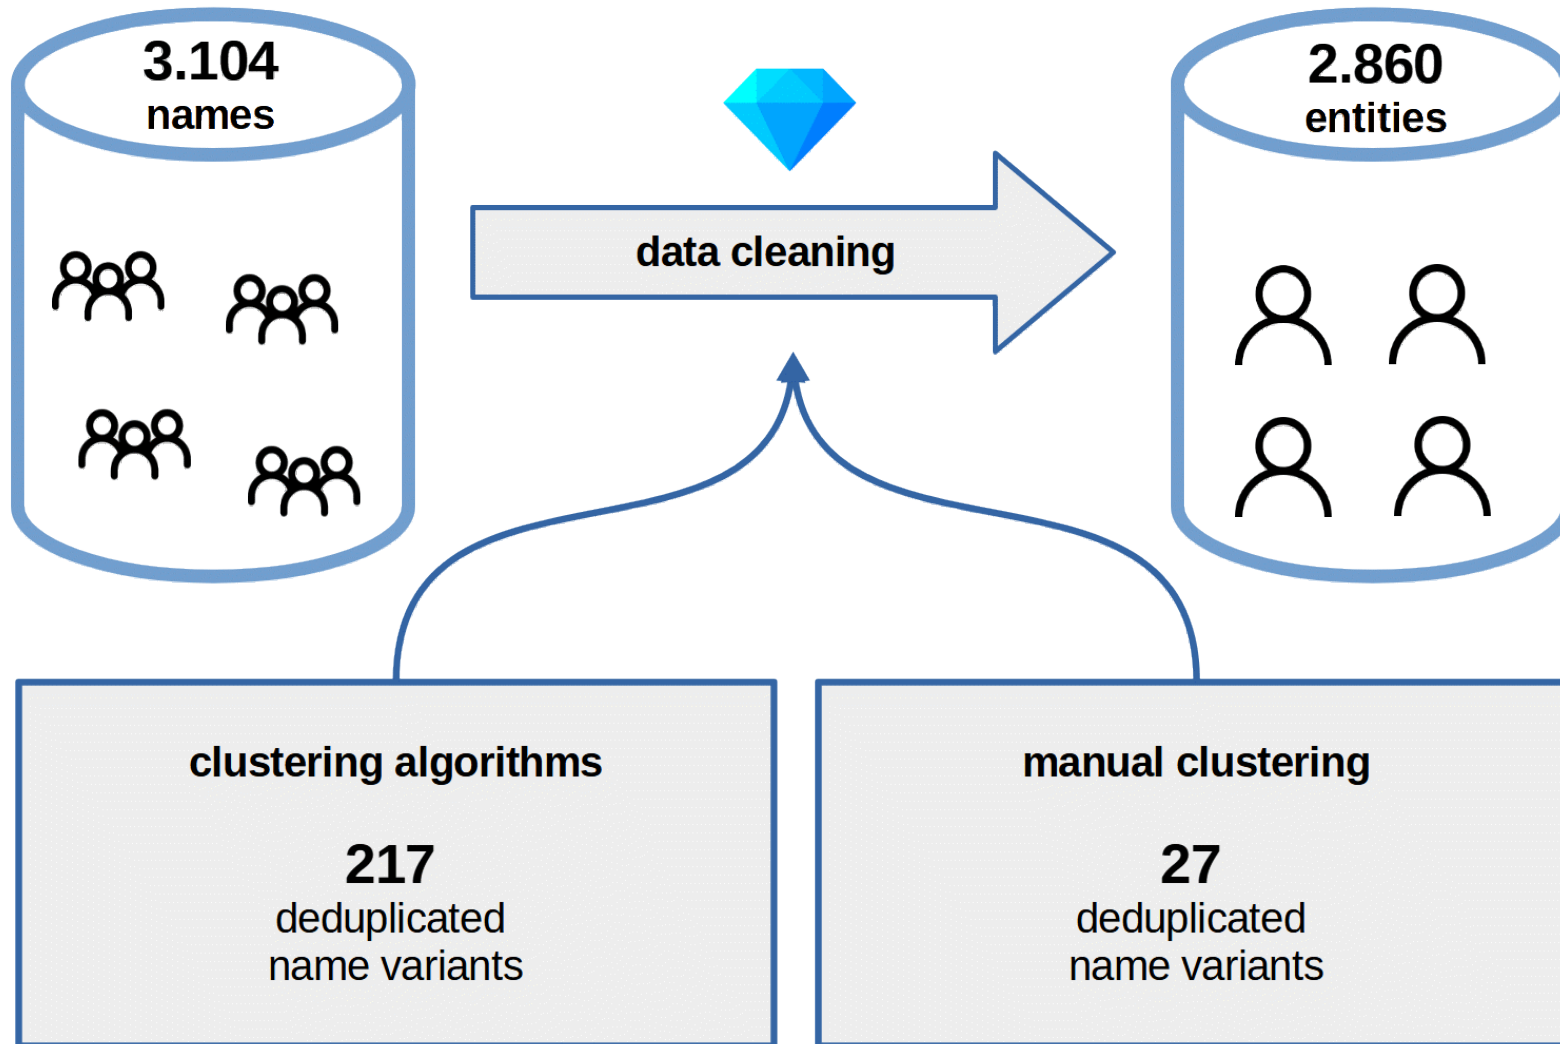 3.104
names
2.860
entities
data cleaning
clustering algorithms
217
deduplicated
name variants
manual clustering
27
deduplicated
name variants